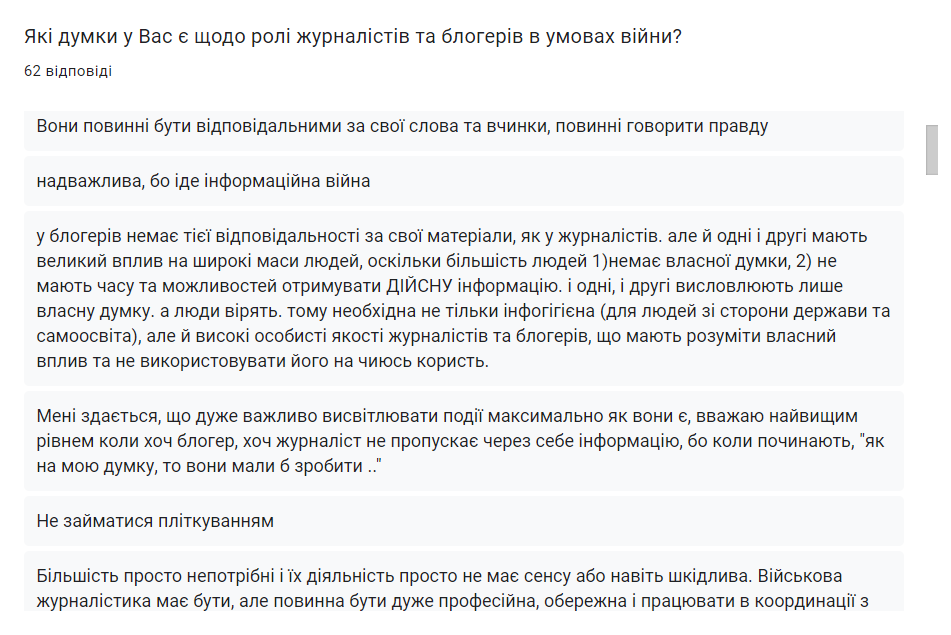 Які думки у Вас є щодо ролі журналістів та блогерів в умовах війни?
62 відповіді
Вони повинні бути відповідальними за свої слова та вчинки, повинні говорити правду
надважлива, бо іде інформаційна війна
у блогерів немає тієї відповідальності за свої матеріали, як у журналістів. але й одні і другі мають
великий вплив на широкі маси людей, оскільки більшість людей 1)немає власної думки, 2) не
мають часу та можливостей отримувати ДІЙСНУ інформацію. і одні, і другі висловлюють лише
власну думку. а люди вірять. тому необхідна не тільки інфогігієна (для людей зі сторони держави та
самоосвіта), але й високі особисті якості журналістів та блогерів, що мають розуміти власний
вплив та не використовувати його на чиюсь користь.
Мені здається, що дуже важливо висвітлювати події максимально як вони є, вважаю найвищим
рівнем коли хоч блогер, хоч журналіст не пропускає через себе інформацію, бо коли починають, "як
на мою думку, то вони мали б зробити .."
Не займатися пліткуванням
Більшість просто непотрібні і їх діяльність просто не має сенсу або навіть шкідлива. Військова
журналістика має бути, але повинна бути дуже професійна, обережна і працювати в координації з